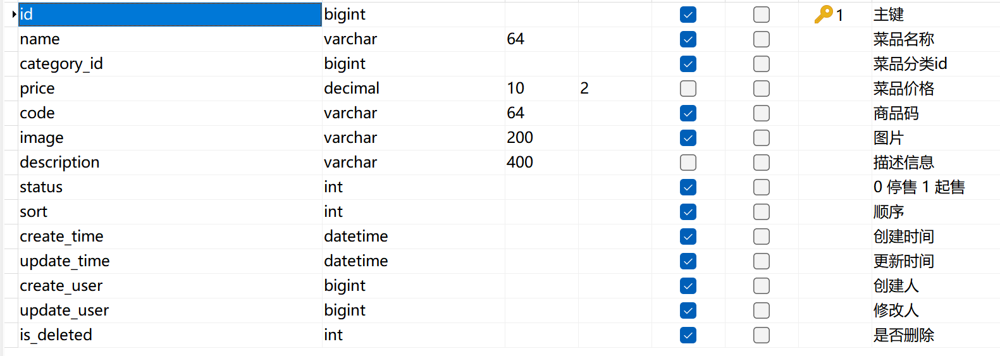 id bigint 1 主键
name varchar 64 菜品名称
category_id bigint 菜品分类id
price decimal 10 2 菜品价格
code varchar 64 商品码
image varchar 200 图片
description varchar 400 描述信息
status int 0 停售 1 起售
sort int 顺序
create_time datetime 创建时间
update_time datetime 更新时间
create_user bigint 创建人
update_user bigint 修改人
is_deleted int 是否删除